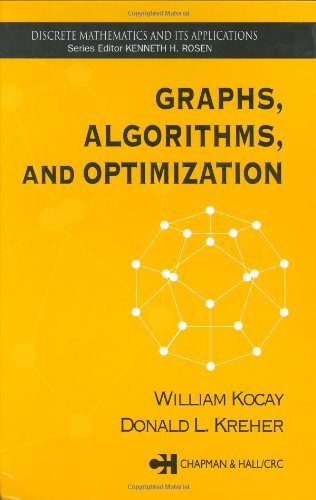 DISCRETE MATHEMATICS AND ITS APPLICATIONS
Series Editor KENNETH H. ROSEN
GRAPHS,
ALGORITHMS,
AND OPTIMIZATION
WILLIAM KOCAY
DONALD L. KREHER
CH CHAPMAN & HALL/CRC